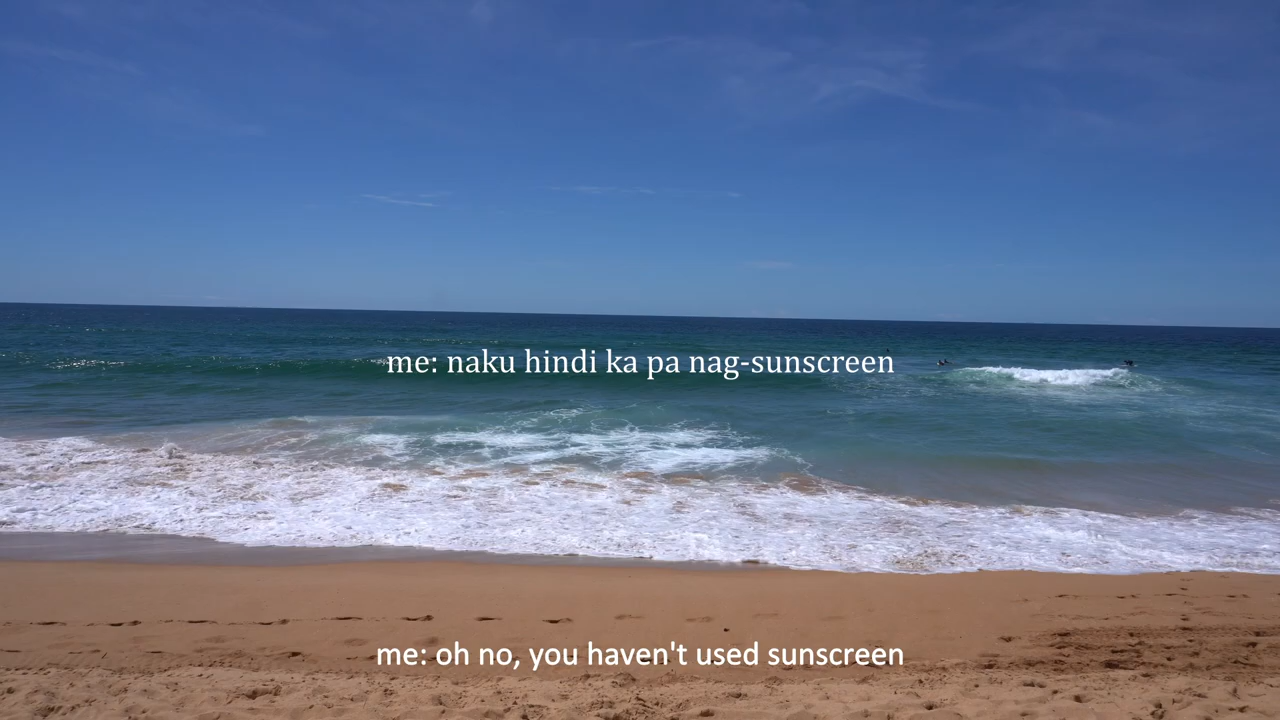 me: naku hindi ka pa nag-sunscreen
me: oh no, you haven't used sunscreen